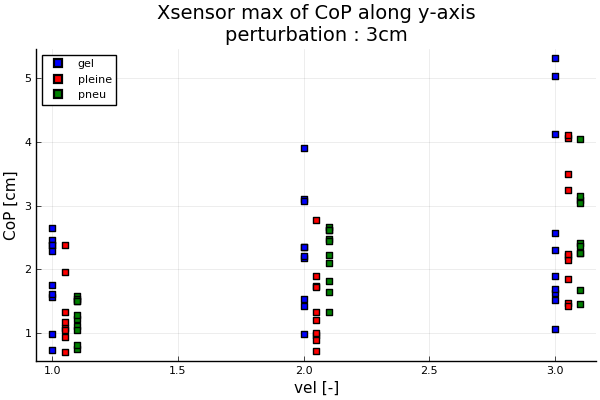 Xsensor max of CoP along y-axis
perturbation : 3cm
gel
pleine
pneu
CoP [cm]
5
4
3
2
1
1.0 1.5 2.0 2.5 3.0
vel [-]